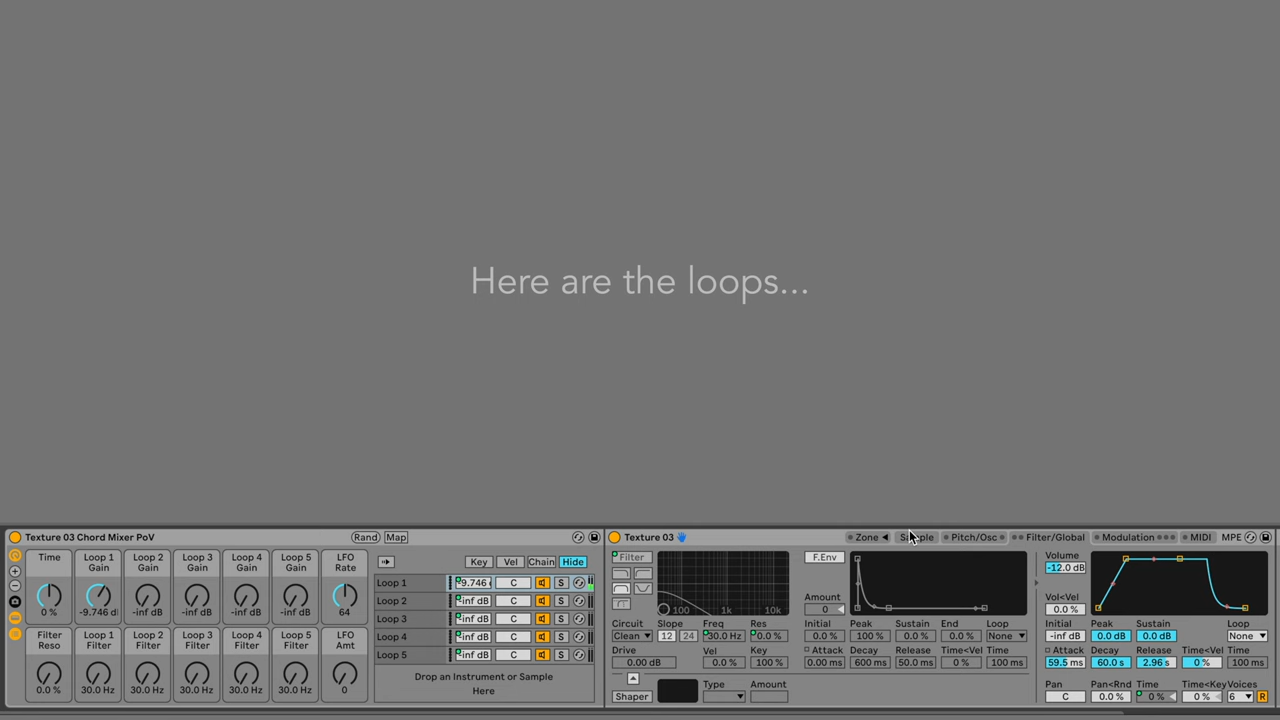 Here are the loops...
Texture 03 Chord Mixer PoV
Rand
Map
Texture 03
Zone
Sample
Pitch/Osc
Filter/Global
Modulation
MIDI
MPE
Time
Loop 1 Gain
Loop 2 Gain
Loop 3 Gain
Loop 4 Gain
Loop 5 Gain
LFO Rate
0 %
-9.746 d
-inf dB
-inf dB
-inf dB
-inf dB
64
Filter Reso
Loop 1 Filter
Loop 2 Filter
Loop 3 Filter
Loop 4 Filter
Loop 5 Filter
LFO Amt
0.0 %
30.0 Hz
30.0 Hz
30.0 Hz
30.0 Hz
30.0 Hz
0
Key
Vel
Chain
Hide
Loop 1 C S
Loop 2 -inf dB C S
Loop 3 -inf dB C S
Loop 4 -inf dB C S
Loop 5 -inf dB C S
Drop an Instrument or Sample
Here
Filter
100 1k 10k
Circuit Slope Freq Res
Clean 12 24 30.0 Hz 0.0 %
Drive Vel Key
0.00 dB 0.0 % 100 %
Shaper
Type Amount
F.Env
Amount
0
Initial Peak Sustain End Loop
0.0 % 100 % 0.0 % 0.0 % None
Attack Decay Release Time<Vel Time
0.00 ms 600 ms 50.0 ms 0 % 100 ms
Volume
-12.0 dB
Vol<Vel
0.0 %
Initial Peak Sustain Loop
-inf dB 0.0 dB 0.0 dB None
Attack Decay Release Time<Vel Time
59.5 ms 60.0 s 2.96 s 0 % 100 ms
Pan Pan<Rnd Time Time<Key Voices
C 0.0 % 0 % 0 % 6 R